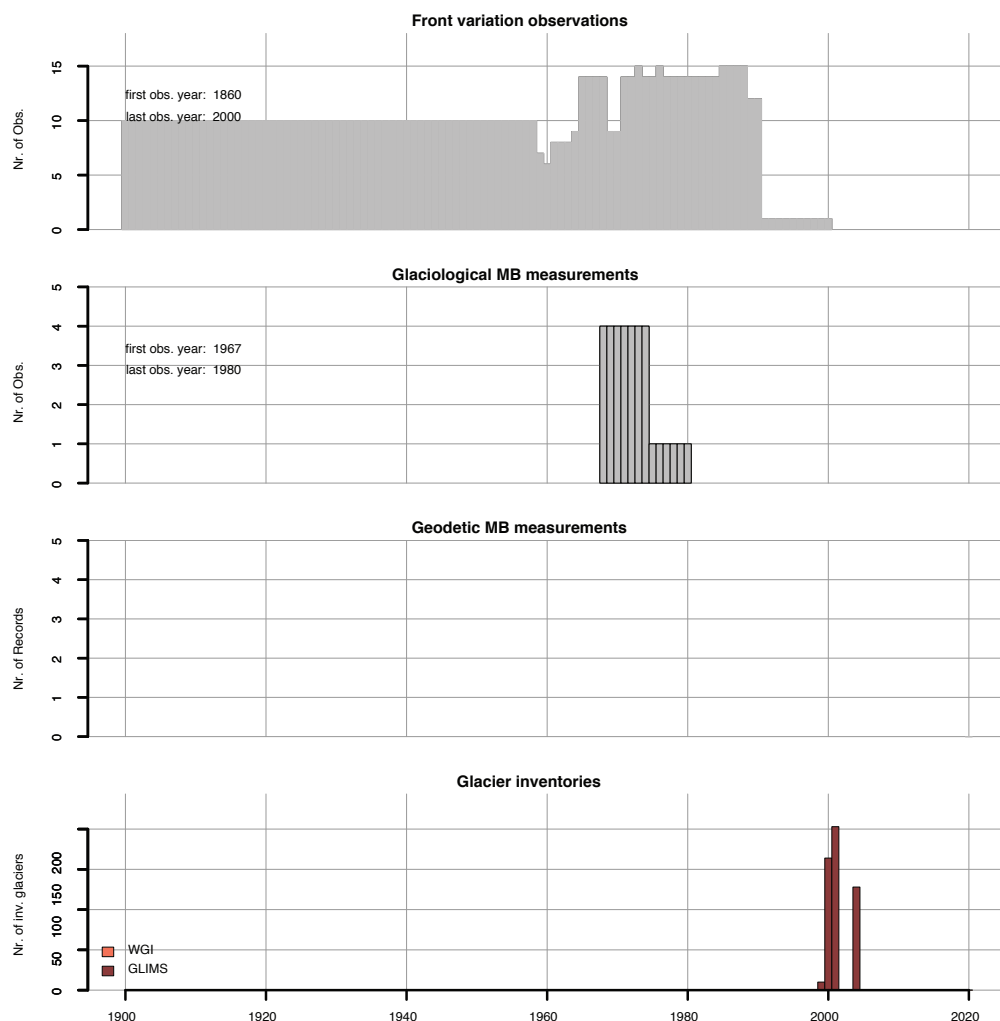 Front variation observations
15
10
5
0
Nr. of Obs.
first obs. year: 1860
last obs. year: 2000
Glaciological MB measurements
5
4
3
2
1
0
Nr. of Obs.
first obs. year: 1967
last obs. year: 1980
Geodetic MB measurements
5
4
3
2
1
0
Nr. of Records
Glacier inventories
200
150
100
50
0
Nr. of inv. glaciers
WGI
GLIMS
1900 1920 1940 1960 1980 2000 2020